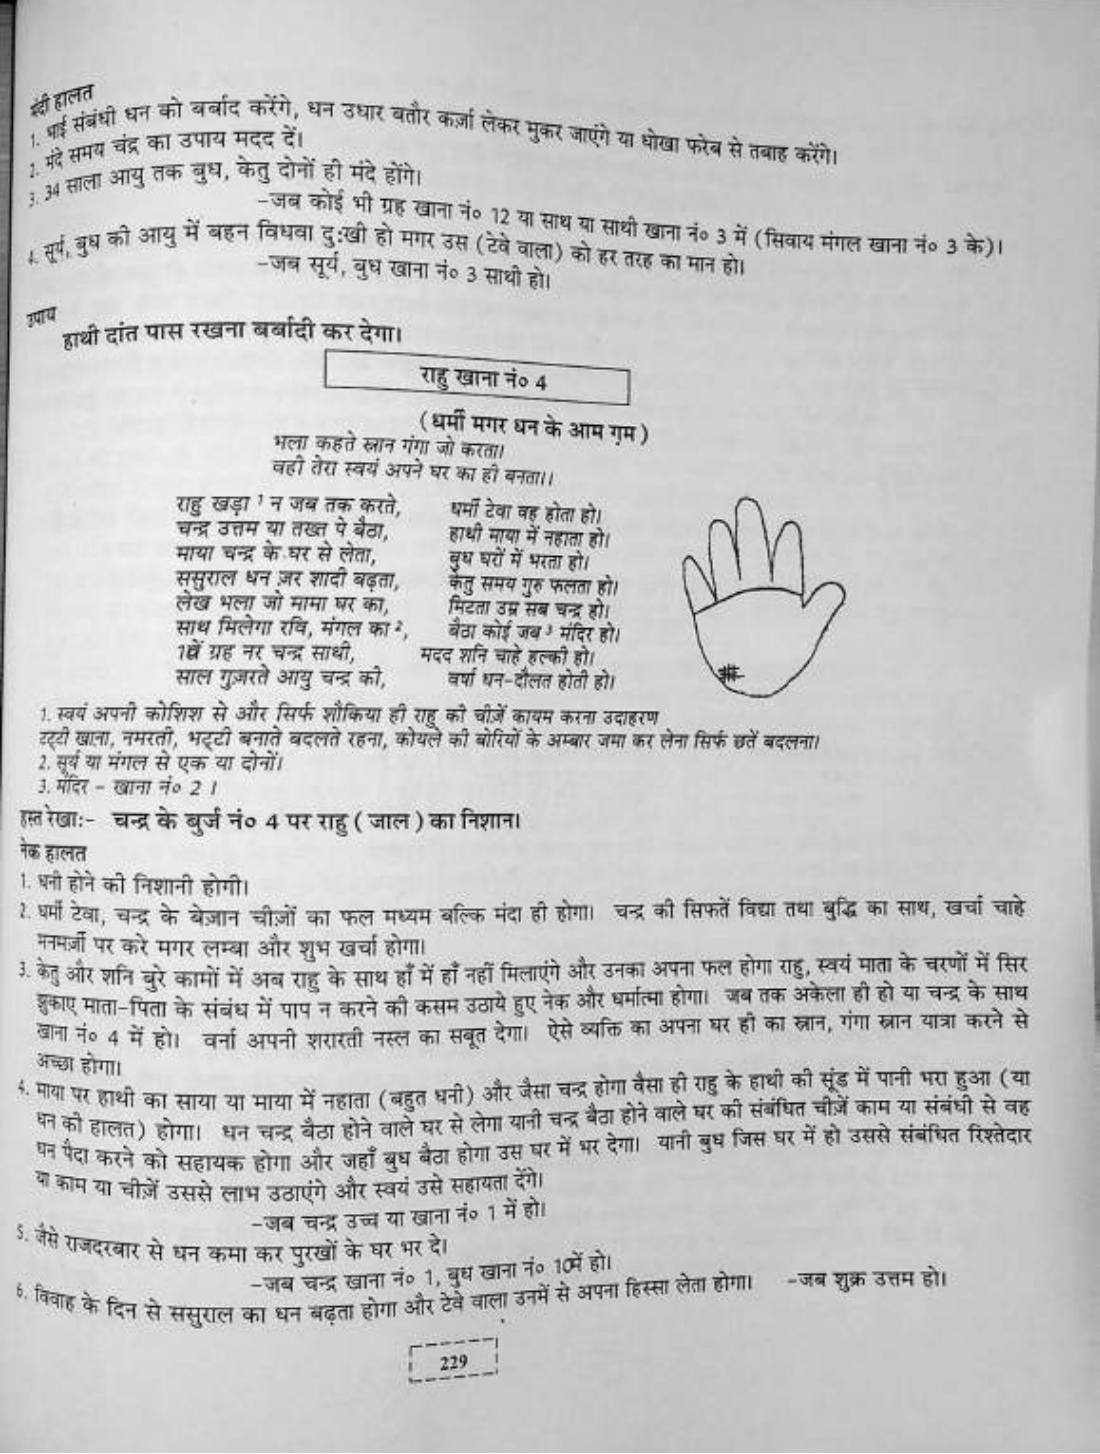 मंदी हालत
1. भाई संबंधी धन को बर्बाद करेंगे, धन उधार बतौर कर्ज़ा लेकर मुकर जाएंगे या धोखा फरेब से तबाह करेंगे।
2. मंदे समय चंद्र का उपाय मदद दें।
3. 34 साला आयु तक बुध, केतु दोनों ही मंदे होंगे।
-जब कोई भी ग्रह खाना नं० 12 या साथ या साथी खाना नं० 3 में (सिवाय मंगल खाना नं० 3 के)।
4. सूर्य, बुध की आयु में बहन विधवा दुःखी हो मगर उस (टेवे वाला) को हर तरह का मान हो।
-जब सूर्य, बुध खाना नं० 3 साथी हो।
उपाय
हाथी दांत पास रखना बर्बादी कर देगा।
राहु खाना नं० 4
(धर्मी मगर धन के आम ग़म)
भला कहते स्नान गंगा जो करता।
वही तेरा स्वयं अपने घर का ही बनता।।
राहु खड़ा ¹ न जब तक करते, धर्मी टेवा वह होता हो।
चन्द्र उत्तम या तख्त पे बैठा, हाथी माया में नहाता हो।
माया चन्द्र के घर से लेता, बुध घरों में भरता हो।
ससुराल धन ज़र शादी बढ़ता, केतु समय गुरु फलता हो।
लेख भला जो मामा घर का, मिटता उम्र सब चन्द्र हो।
साथ मिलेगा रवि, मंगल का ², बैठा कोई जब ³ मंदिर हो।
ग्रह नर चन्द्र साथी, मदद शनि चाहे हल्की हो।
साल गुज़रते आयु चन्द्र की, वर्षा धन-दौलत होती हो।
1. स्वयं अपनी कोशिश से और सिर्फ शौकिया ही राहु की चीज़ें कायम करना उदाहरण
टट्टी खाना, नमरती, भट्टी बनाते बदलते रहना, कोयले की बोरियों के अम्बार जमा कर लेना सिर्फ छतें बदलना।
2. सूर्य या मंगल से एक या दोनों।
3. मंदिर - खाना नं० 2 ।
हस्त रेखा:- चन्द्र के बुर्ज नं० 4 पर राहु ( जाल ) का निशान।
नेक हालत
1. धनी होने की निशानी होगी।
2. धर्मी टेवा, चन्द्र के बेज़ान चीज़ों का फल मध्यम बल्कि मंदा ही होगा। चन्द्र की सिफतें विद्या तथा बुद्धि का साथ, खर्चा चाहे
मनमर्ज़ी पर करे मगर लम्बा और शुभ खर्चा होगा।
3. केतु और शनि बुरे कामों में अब राहु के साथ हाँ में हाँ नहीं मिलाएंगे और उनका अपना फल होगा राहु, स्वयं माता के चरणों में सिर
झुकाए माता-पिता के संबंध में पाप न करने की कसम उठाये हुए नेक और धर्मात्मा होगा। जब तक अकेला ही हो या चन्द्र के साथ
खाना नं० 4 में हो। वर्ना अपनी शरारती नस्ल का सबूत देगा। ऐसे व्यक्ति का अपना घर ही का स्नान, गंगा स्नान यात्रा करने से
अच्छा होगा।
4. माया पर हाथी का साया या माया में नहाता (बहुत धनी) और जैसा चन्द्र होगा वैसा ही राहु के हाथी की सूंड में पानी भरा हुआ (या
धन की हालत) होगा। धन चन्द्र बैठा होने वाले घर से लेगा यानी चन्द्र बैठा होने वाले घर की संबंधित चीज़ें काम या संबंधी से वह
धन पैदा करने को सहायक होगा और जहाँ बुध बैठा होगा उस घर में भर देगा। यानी बुध जिस घर में हो उससे संबंधित रिश्तेदार
या काम या चीज़ें उससे लाभ उठाएंगे और स्वयं उसे सहायता देंगे।
-जब चन्द्र उच्च या खाना नं० 1 में हो।
5. जैसे राजदरबार से धन कमा कर पुरखों के घर भर दे।
-जब चन्द्र खाना नं० 1, बुध खाना नं० 10में हो।
6. विवाह के दिन से ससुराल का धन बढ़ता होगा और टेवे वाला उनमें से अपना हिस्सा लेता होगा। -जब शुक्र उत्तम हो।
229